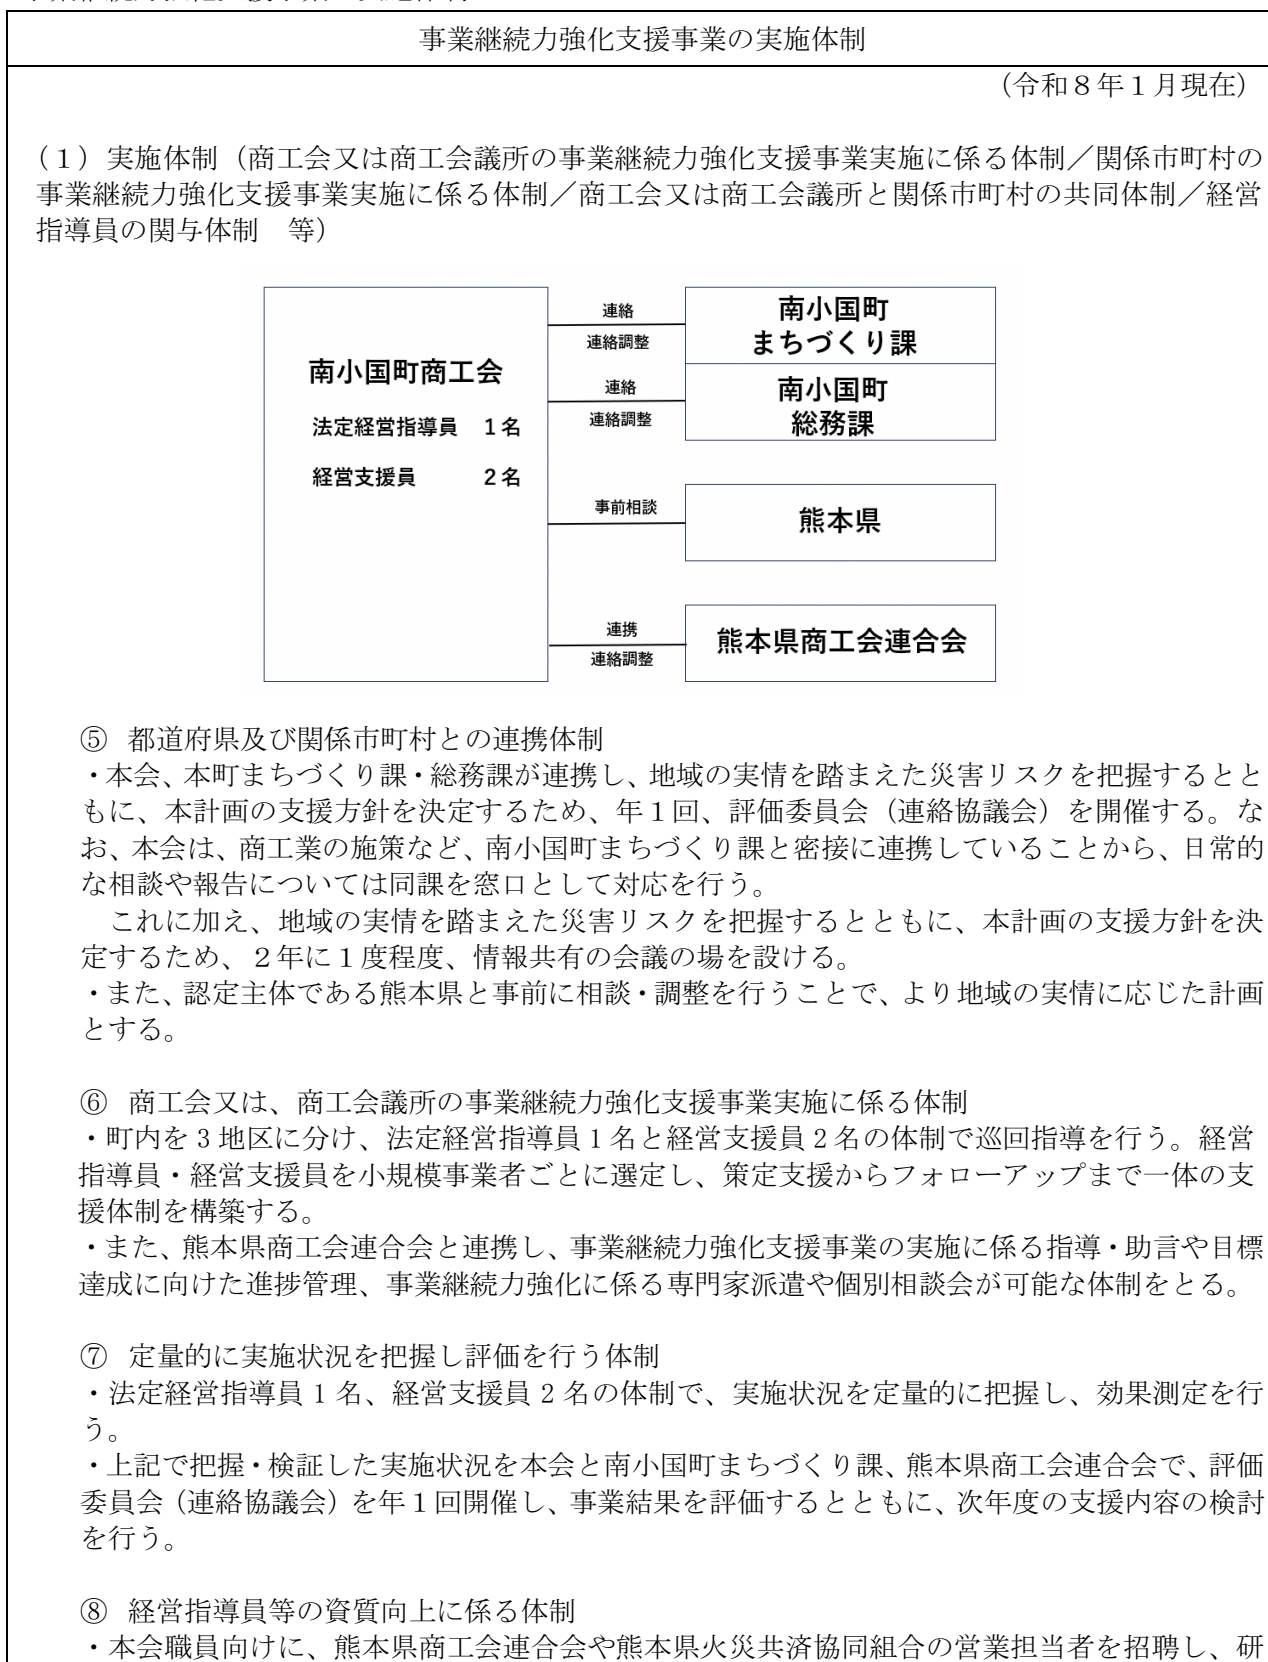 事業継続力強化支援事業の実施体制
（令和８年１月現在）
（１）実施体制（商工会又は商工会議所の事業継続力強化支援事業実施に係る体制／関係市町村の
事業継続力強化支援事業実施に係る体制／商工会又は商工会議所と関係市町村の共同体制／経営
指導員の関与体制　等）
南小国町商工会
法定経営指導員　１名
経営支援員　２名
連絡
連絡調整
南小国町
まちづくり課
連絡
連絡調整
南小国町
総務課
事前相談
熊本県
連携
連絡調整
熊本県商工会連合会
⑤ 都道府県及び関係市町村との連携体制
・本会、本町まちづくり課・総務課が連携し、地域の実情を踏まえた災害リスクを把握するとと
もに、本計画の支援方針を決定するため、年１回、評価委員会（連絡協議会）を開催する。な
お、本会は、商工業の施策など、南小国町まちづくり課と密接に連携していることから、日常的
な相談や報告については同課を窓口として対応を行う。
　これに加え、地域の実情を踏まえた災害リスクを把握するとともに、本計画の支援方針を決
定するため、２年に１度程度、情報共有の会議の場を設ける。
・また、認定主体である熊本県と事前に相談・調整を行うことで、より地域の実情に応じた計画
とする。
⑥ 商工会又は、商工会議所の事業継続力強化支援事業実施に係る体制
・町内を 3 地区に分け、法定経営指導員 1 名と経営支援員 2 名の体制で巡回指導を行う。経営
指導員・経営支援員を小規模事業者ごとに選定し、策定支援からフォローアップまで一体の支
援体制を構築する。
・また、熊本県商工会連合会と連携し、事業継続力強化支援事業の実施に係る指導・助言や目標
達成に向けた進捗管理、事業継続力強化に係る専門家派遣や個別相談会が可能な体制をとる。
⑦ 定量的に実施状況を把握し評価を行う体制
・法定経営指導員 1 名、経営支援員 2 名の体制で、実施状況を定量的に把握し、効果測定を行
う。
・上記で把握・検証した実施状況を本会と南小国町まちづくり課、熊本県商工会連合会で、評価
委員会（連絡協議会）を年１回開催し、事業結果を評価するとともに、次年度の支援内容の検討
を行う。
⑧ 経営指導員等の資質向上に係る体制
・本会職員向けに、熊本県商工会連合会や熊本県火災共済協同組合の営業担当者を招聘し、研